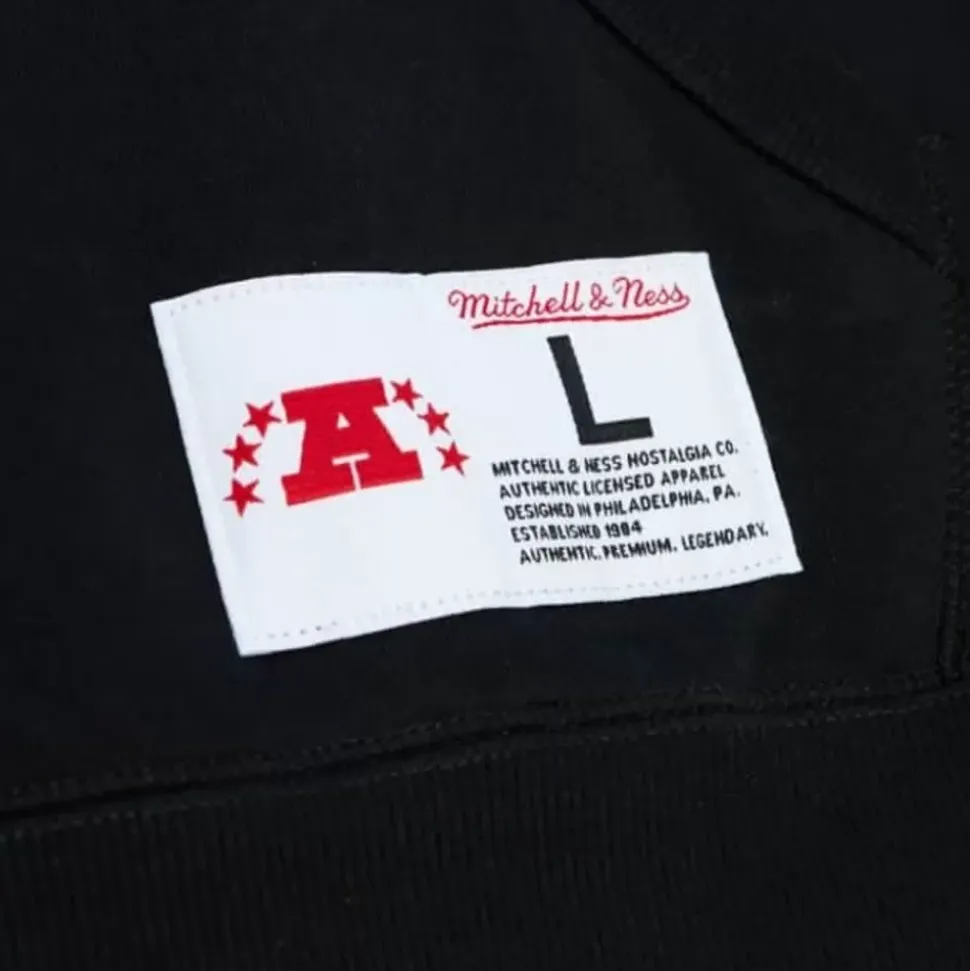 Mitchell & Ness
A
L
MITCHELL & NESS NOSTALGIA CO.
AUTHENTIC LICENSED APPAREL
DESIGNED IN PHILADELPHIA, PA.
ESTABLISHED 1904
AUTHENTIC. PREMIUM. LEGENDARY.